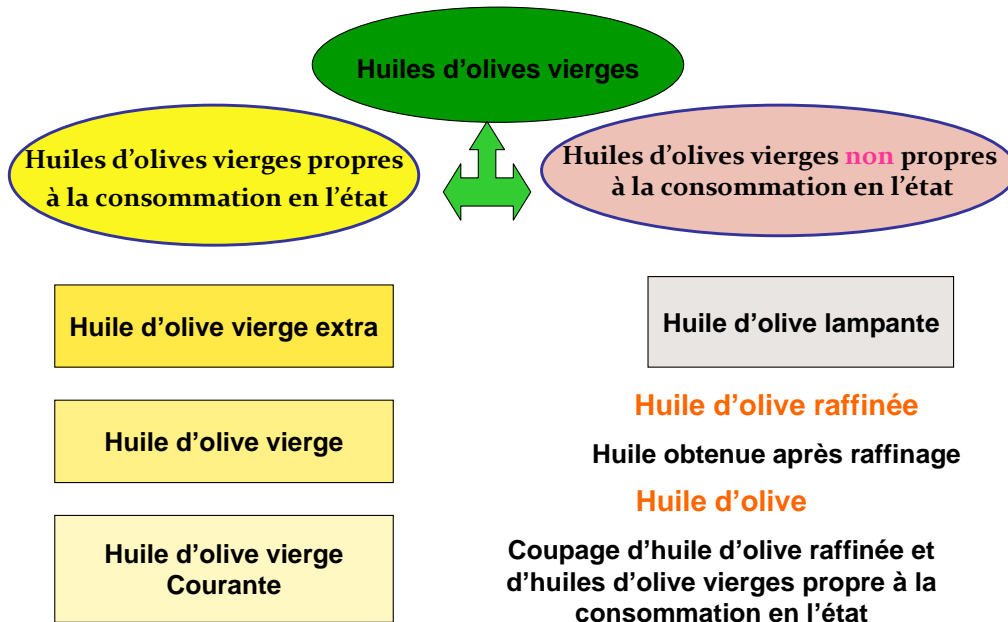 Huiles d’olives vierges
Huiles d’olives vierges propres
à la consommation en l’état
Huiles d’olives vierges non propres
à la consommation en l’état
Huile d’olive vierge extra
Huile d’olive vierge
Huile d’olive vierge
Courante
Huile d’olive lampante
Huile d’olive raffinée
Huile obtenue après raffinage
Huile d’olive
Coupage d’huile d’olive raffinée et
d’huiles d’olive vierges propre à la
consommation en l’état